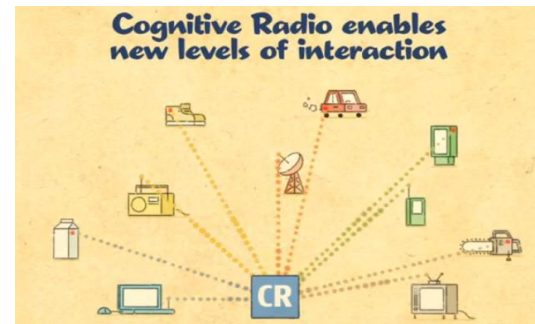 Cognitive Radio enables
new levels of interaction
CR